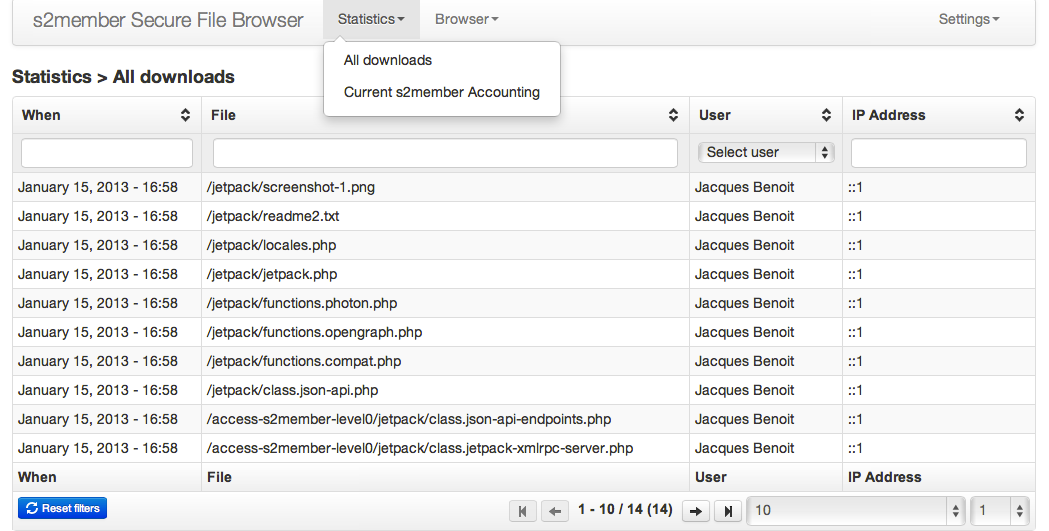 s2member Secure File Browser Statistics Browser Settings
All downloads
Current s2member Accounting
Statistics > All downloads
When File User IP Address
Select user
January 15, 2013 - 16:58 /jetpack/screenshot-1.png Jacques Benoit ::1
January 15, 2013 - 16:58 /jetpack/readme2.txt Jacques Benoit ::1
January 15, 2013 - 16:58 /jetpack/locales.php Jacques Benoit ::1
January 15, 2013 - 16:58 /jetpack/jetpack.php Jacques Benoit ::1
January 15, 2013 - 16:58 /jetpack/functions.photon.php Jacques Benoit ::1
January 15, 2013 - 16:58 /jetpack/functions.opengraph.php Jacques Benoit ::1
January 15, 2013 - 16:58 /jetpack/functions.compat.php Jacques Benoit ::1
January 15, 2013 - 16:58 /jetpack/class.json-api.php Jacques Benoit ::1
January 15, 2013 - 16:58 /access-s2member-level0/jetpack/class.json-api-endpoints.php Jacques Benoit ::1
January 15, 2013 - 16:58 /access-s2member-level0/jetpack/class.jetpack-xmlrpc-server.php Jacques Benoit ::1
When File User IP Address
Reset filters 1 - 10 / 14 (14) 10 1